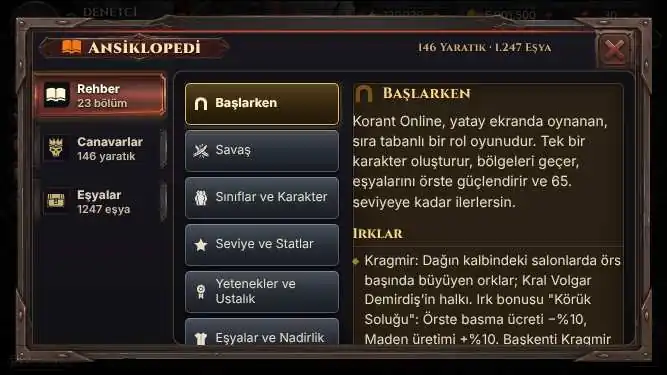 DENETÇİ
ANSİKLOPEDİ
146 YARATIK · 1.247 EŞYA
Rehber
23 bölüm
Canavarlar
146 yaratık
Eşyalar
1247 eşya
Başlarken
Savaş
Sınıflar ve Karakter
Seviye ve Statlar
Yetenekler ve
Ustalık
Eşyalar ve Nadirlik
BAŞLARKEN
Korant Online, yatay ekranda oynanan,
sıra tabanlı bir rol oyunudur. Tek bir
karakter oluşturur, bölgeleri geçer,
eşyalarını örste güçlendirir ve 65.
seviyeye kadar ilerlersin.
IRKLAR
Kragmir: Dağın kalbindeki salonlarda örs
başında büyüyen orklar; Kral Volgar
Demirdiş'in halkı. Irk bonusu "Körük
Soluğu": Örste basma ücreti −%10,
Maden üretimi +%10. Başkenti Kragmir